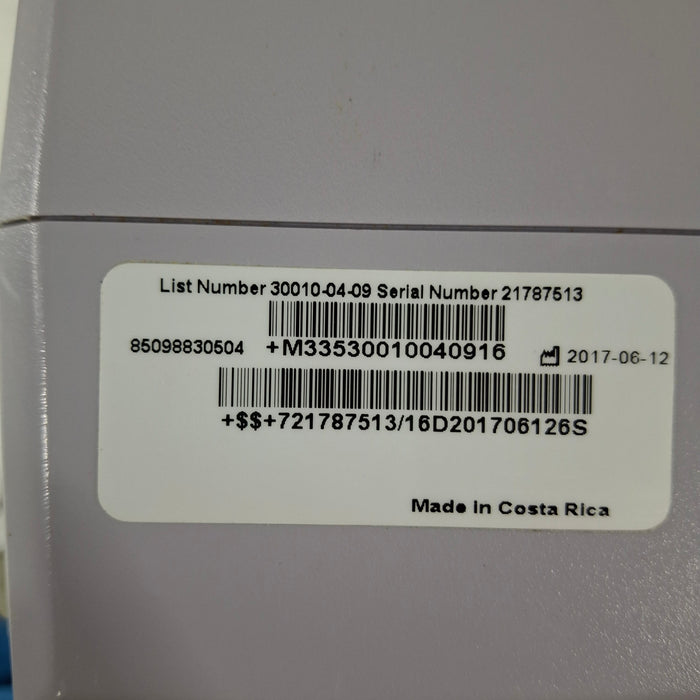 List Number 30010-04-09 Serial Number 21787513
85098830504 +M33530010040916 2017-06-12
+$$+721787513/16D201706126S
Made In Costa Rica